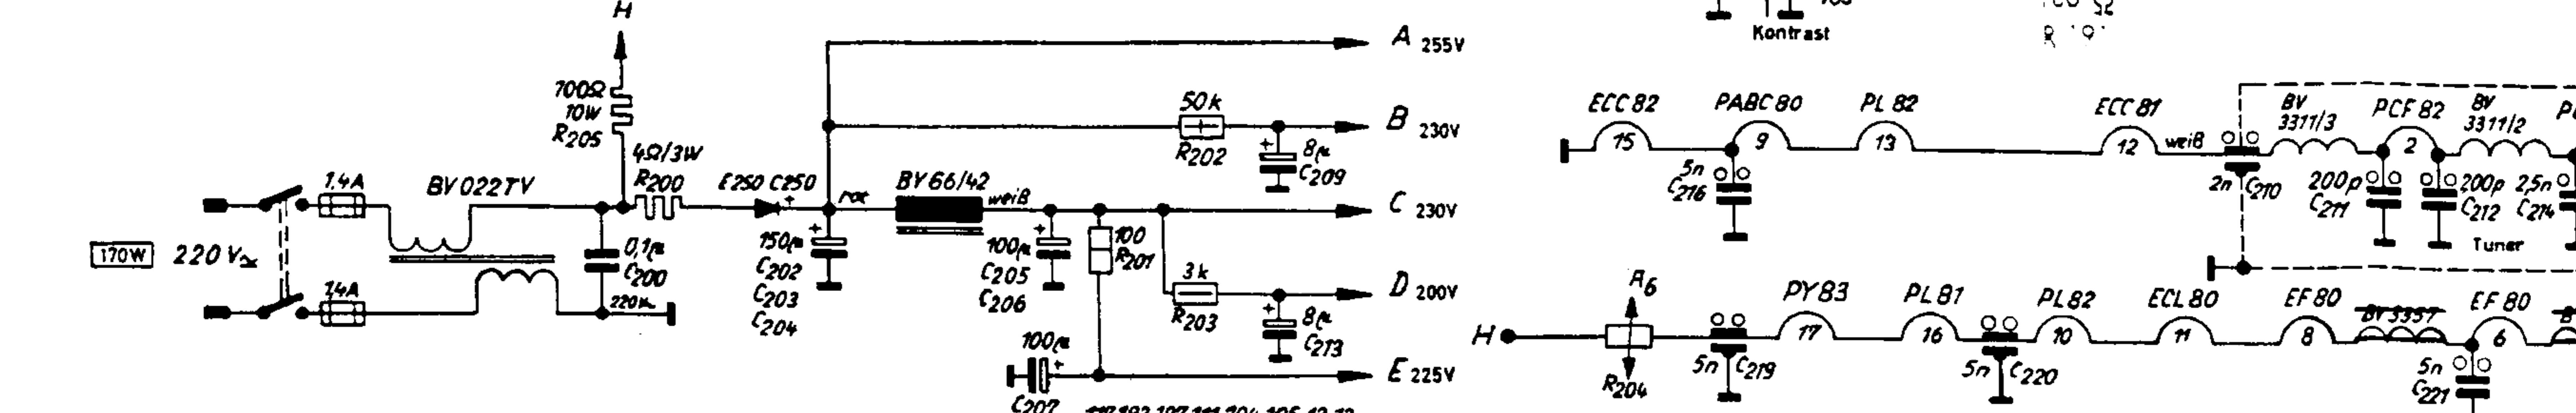 H
700Ω
10W
R205
1,4A
BV 022 TV
4Ω/3W
R200
E250 C250
+
rot
BV 66/42
weiß
170W
220 V≂
1,4A
0,1µ
C200
150µ
+
C202
C203
C204
100µ
+
C205
C206
100
R201
100µ
+
C207
50k
R202
+
8µ
C209
3k
R203
+
8µ
C213
A 255V
B 230V
C 230V
D 200V
E 225V
Kontrast
ECC 82
15
PABC 80
9
5n
C216
PL 82
13
ECC 81
12
weiß
2n C210
BV
3311/3
PCF 82
2
BV
3311/2
200p
C211
200p
C212
2,5n
C214
Tuner
H
R204
5n C219
PY 83
17
PL 81
16
5n C220
PL 82
10
ECL 80
11
EF 80
8
BV 3357
EF 80
6
5n
C221